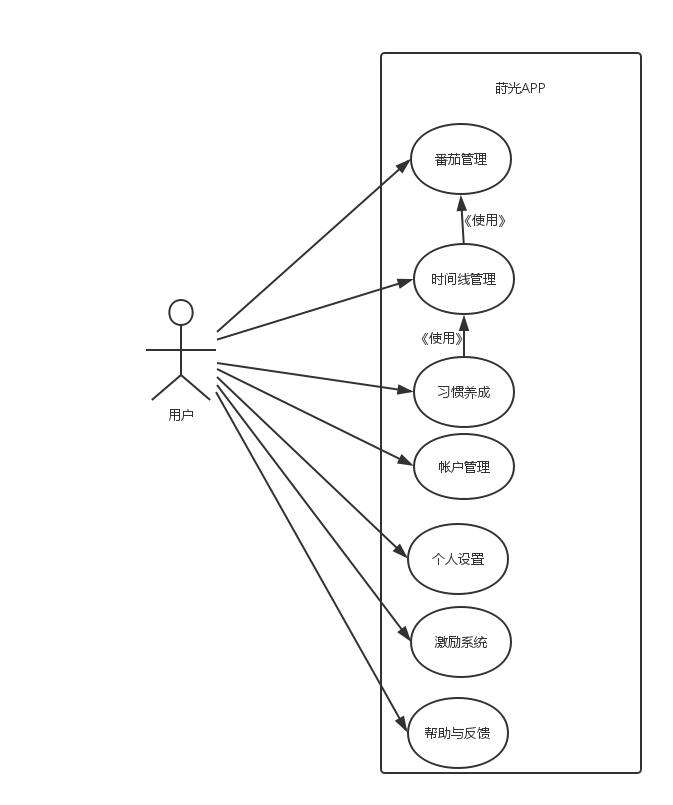 莳光APP
番茄管理
《使用》
时间线管理
《使用》
习惯养成
用户
帐户管理
个人设置
激励系统
帮助与反馈